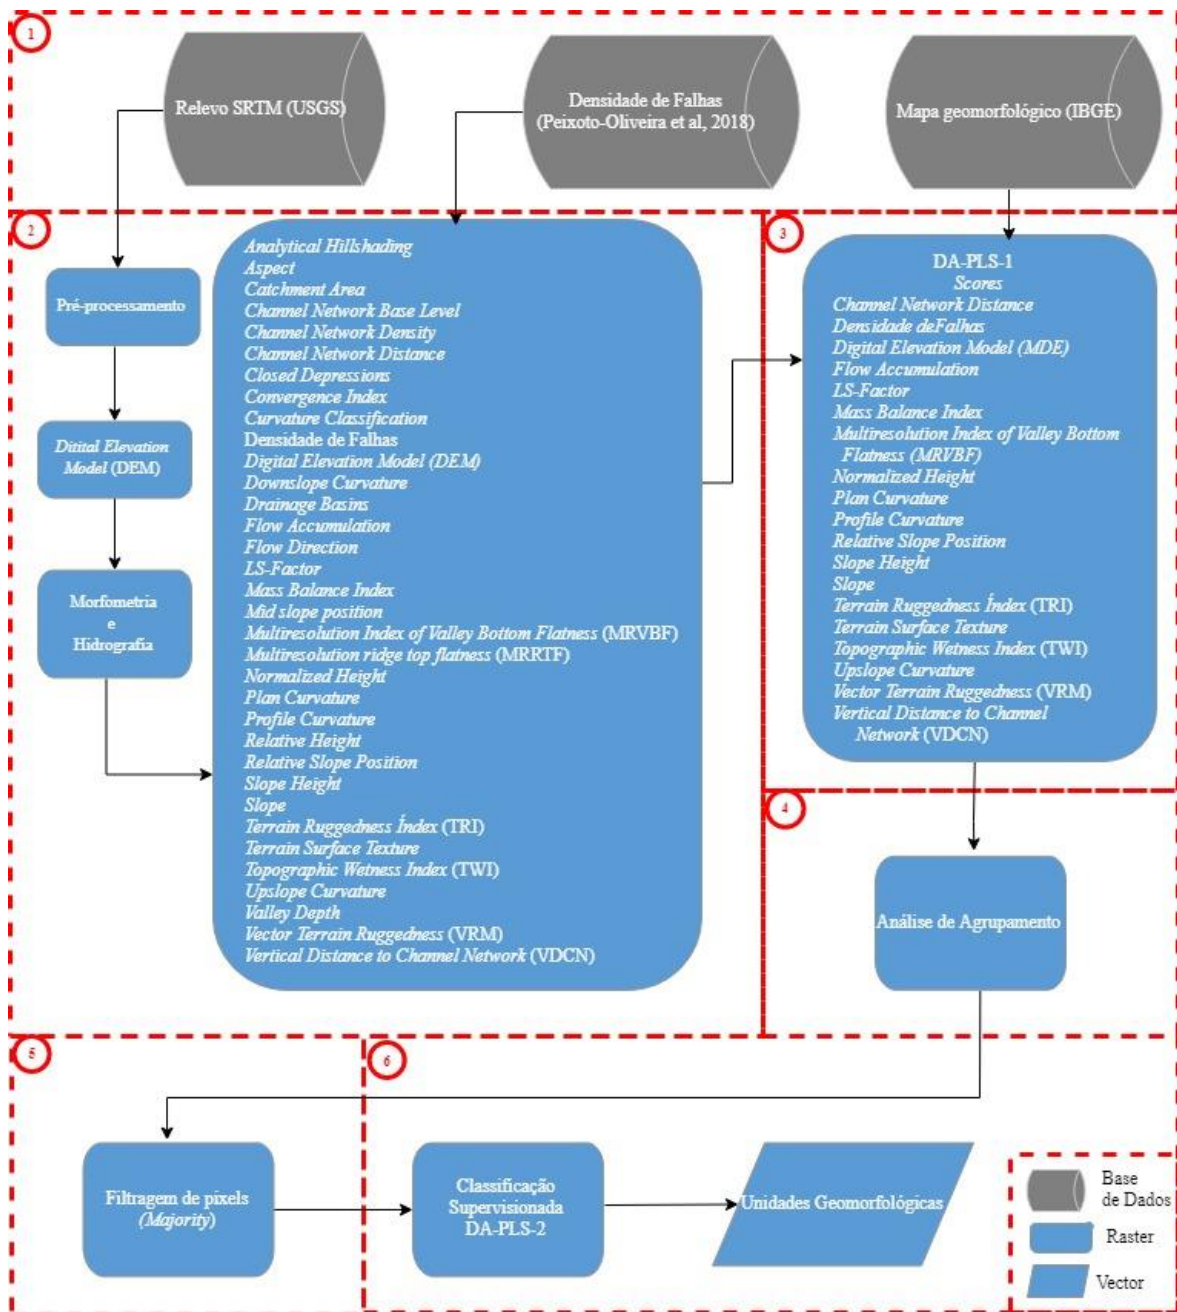 1
Relevo SRTM (USGS)
Densidade de Falhas
(Peixoto-Oliveira et al, 2018)
Mapa geomorfológico (IBGE)
2
Pré-processamento
Ditital Elevation
Model (DEM)
Morfometria
e
Hidrografia
Analytical Hillshading
Aspect
Catchment Area
Channel Network Base Level
Channel Network Density
Channel Network Distance
Closed Depressions
Convergence Index
Curvature Classification
Densidade de Falhas
Digital Elevation Model (DEM)
Downslope Curvature
Drainage Basins
Flow Accumulation
Flow Direction
LS-Factor
Mass Balance Index
Mid slope position
Multiresolution Index of Valley Bottom Flatness (MRVBF)
Multiresolution ridge top flatness (MRRTF)
Normalized Height
Plan Curvature
Profile Curvature
Relative Height
Relative Slope Position
Slope Height
Slope
Terrain Ruggedness Índex (TRI)
Terrain Surface Texture
Topographic Wetness Index (TWI)
Upslope Curvature
Valley Depth
Vector Terrain Ruggedness (VRM)
Vertical Distance to Channel Network (VDCN)
3
DA-PLS-1
Scores
Channel Network Distance
Densidade deFalhas
Digital Elevation Model (MDE)
Flow Accumulation
LS-Factor
Mass Balance Index
Multiresolution Index of Valley Bottom
Flatness (MRVBF)
Normalized Height
Plan Curvature
Profile Curvature
Relative Slope Position
Slope Height
Slope
Terrain Ruggedness Índex (TRI)
Terrain Surface Texture
Topographic Wetness Index (TWI)
Upslope Curvature
Vector Terrain Ruggedness (VRM)
Vertical Distance to Channel
Network (VDCN)
4
Análise de Agrupamento
5
Filtragem de pixels
(Majority)
6
Classificação
Supervisionada
DA-PLS-2
Unidades Geomorfológicas
Base
de Dados
Raster
Vector